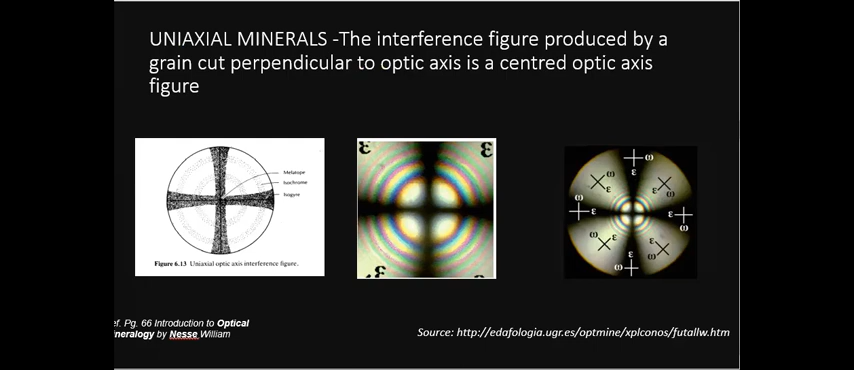 UNIAXIAL MINERALS -The interference figure produced by a
grain cut perpendicular to optic axis is a centred optic axis
figure
Melatope
Isochrome
Isogyre
Figure 6.13 Uniaxial optic axis interference figure.
ε ε
ε
ω
ε
ω
ε
ε
ω
ω
ε
ε
ω
ω
ε
ε
ω
ε
ω
ef. Pg. 66 Introduction to Optical
ineralogy by Nesse William
Source: http://edafologia.ugr.es/optmine/xplconos/futallw.htm